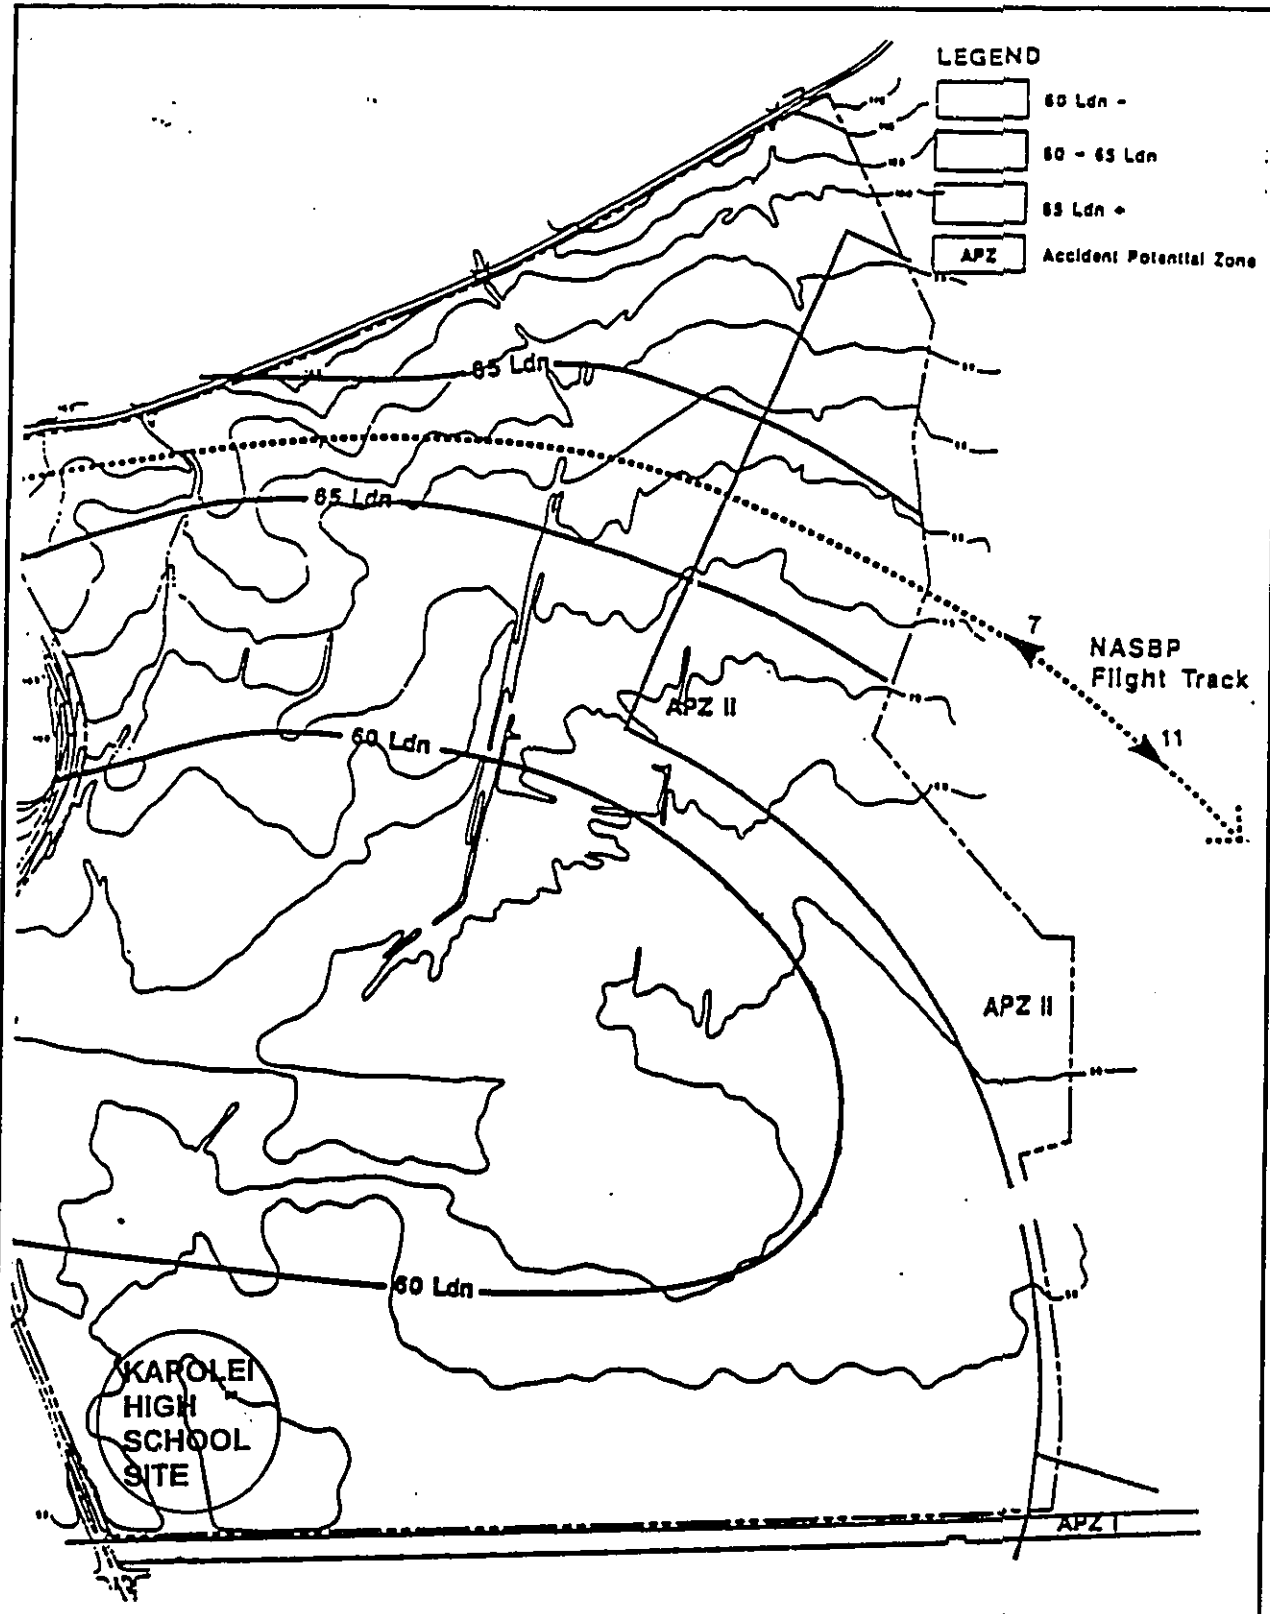 LEGEND
60 Ldn -
60 - 65 Ldn
65 Ldn +
APZ
Accident Potential Zone
65 Ldn
65 Ldn
7
NASBP
Flight Track
APZ II
11
60 Ldn
APZ II
60 Ldn
KAPOLEI
HIGH
SCHOOL
SITE
APZ I